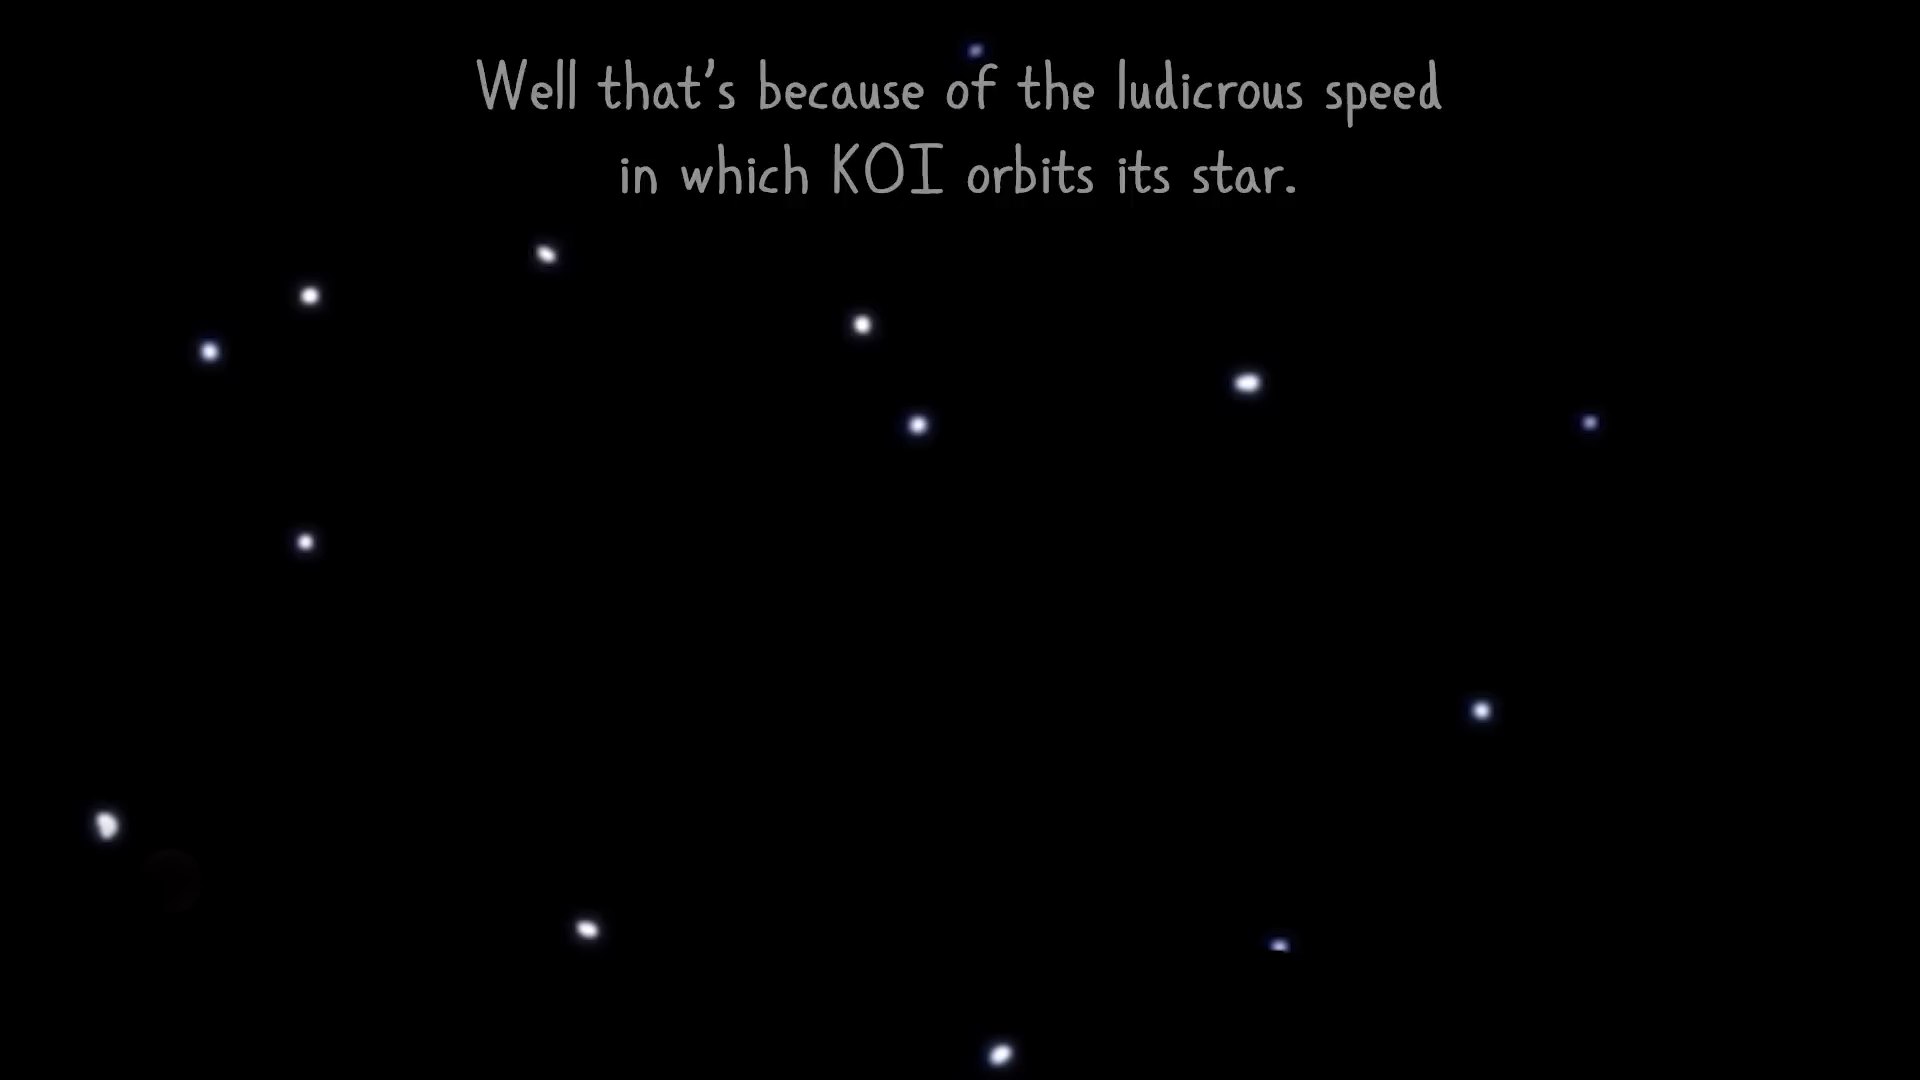 Well that's because of the ludicrous speed
in which KOI orbits its star.